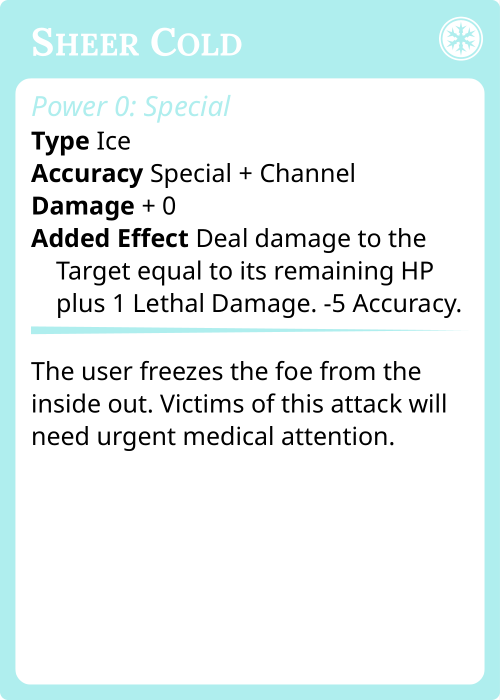 Sheer Cold
Power 0: Special
Type Ice
Accuracy Special + Channel
Damage + 0
Added Effect Deal damage to the
Target equal to its remaining HP
plus 1 Lethal Damage. -5 Accuracy.
The user freezes the foe from the
inside out. Victims of this attack will
need urgent medical attention.